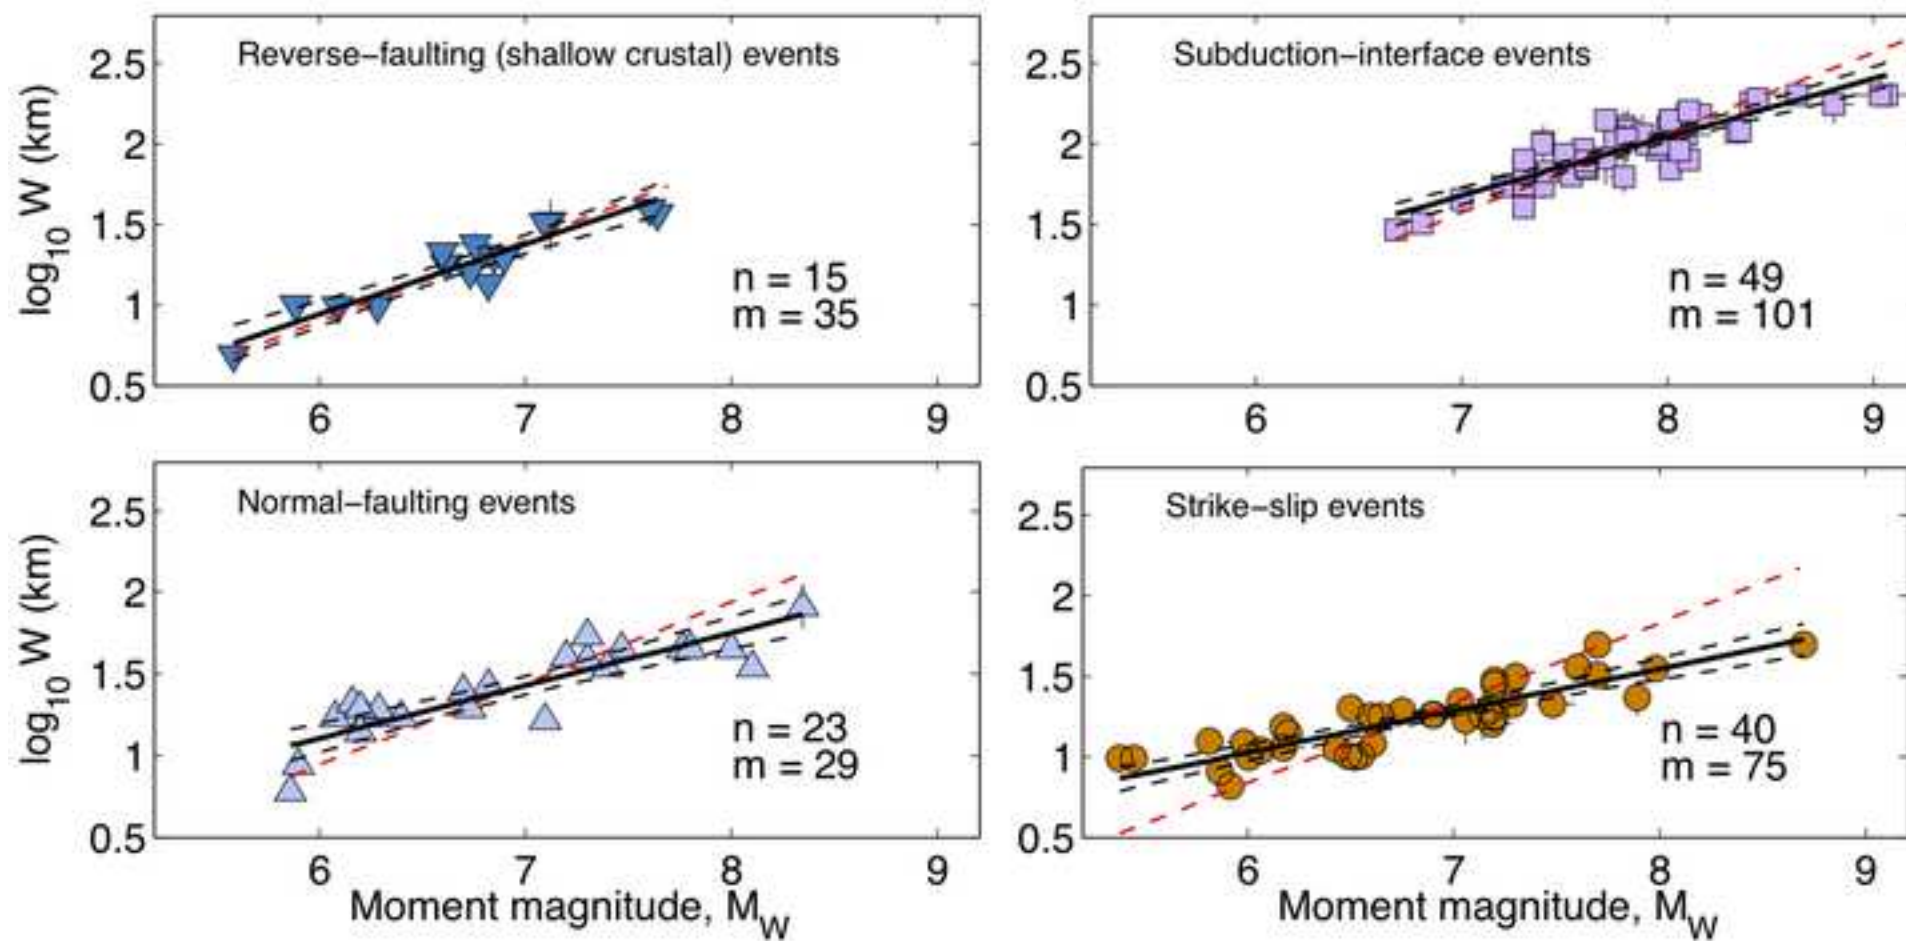 Reverse−faulting (shallow crustal) events
log10 W (km)
2.5
2
1.5
1
0.5
n = 15
m = 35
6 7 8 9
Subduction−interface events
2.5
2
1.5
1
0.5
n = 49
m = 101
6 7 8 9
Normal−faulting events
log10 W (km)
2.5
2
1.5
1
0.5
n = 23
m = 29
6 7 8 9
Moment magnitude, MW
Strike−slip events
2.5
2
1.5
1
0.5
n = 40
m = 75
6 7 8 9
Moment magnitude, MW